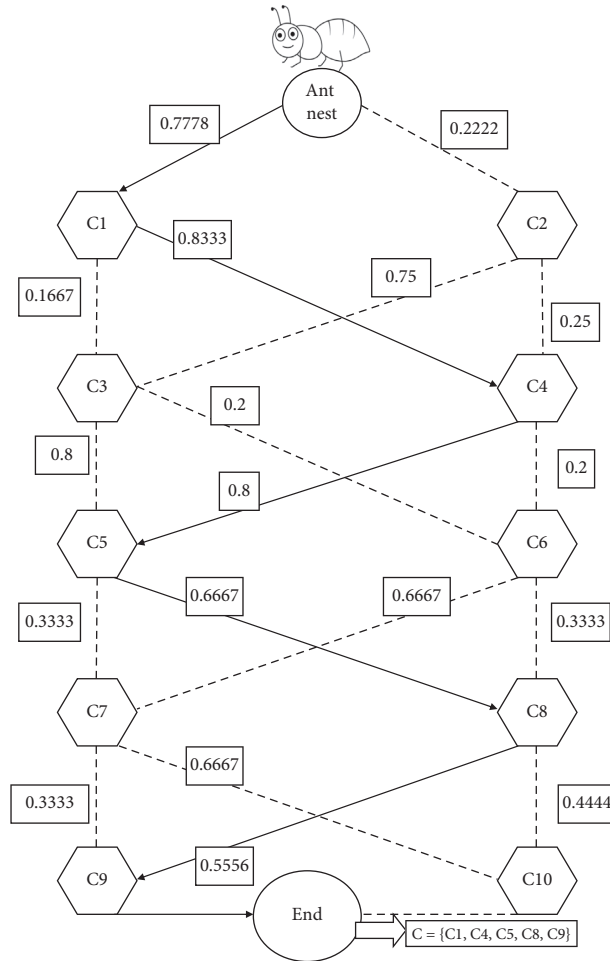 Ant
nest
0.7778
0.2222
C1
C2
0.8333
0.75
0.1667
0.25
C3
C4
0.2
0.8
0.2
0.8
C5
C6
0.6667
0.6667
0.3333
0.3333
C7
C8
0.6667
0.3333
0.4444
0.5556
C9
C10
End
C = {C1, C4, C5, C8, C9}